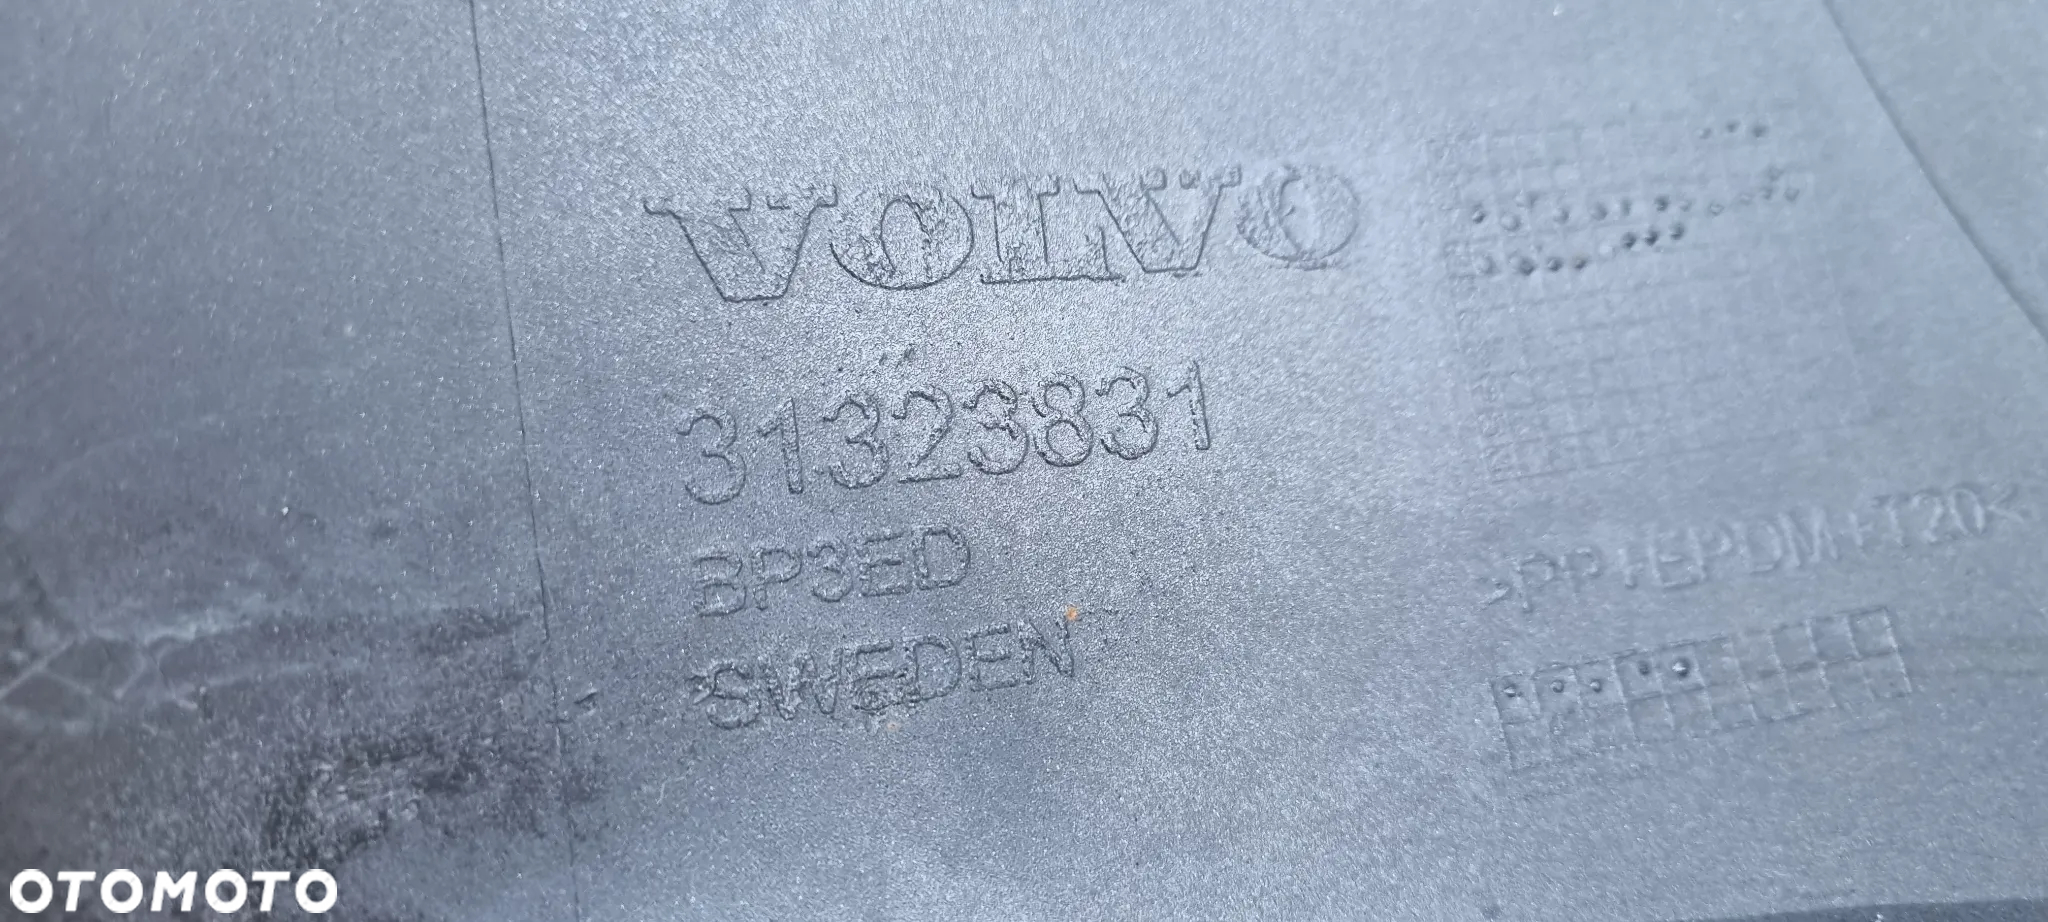 VOLVO
31323831
BP3ED
SWEDEN
>PP+EPDM+T20<
OTOMOTO